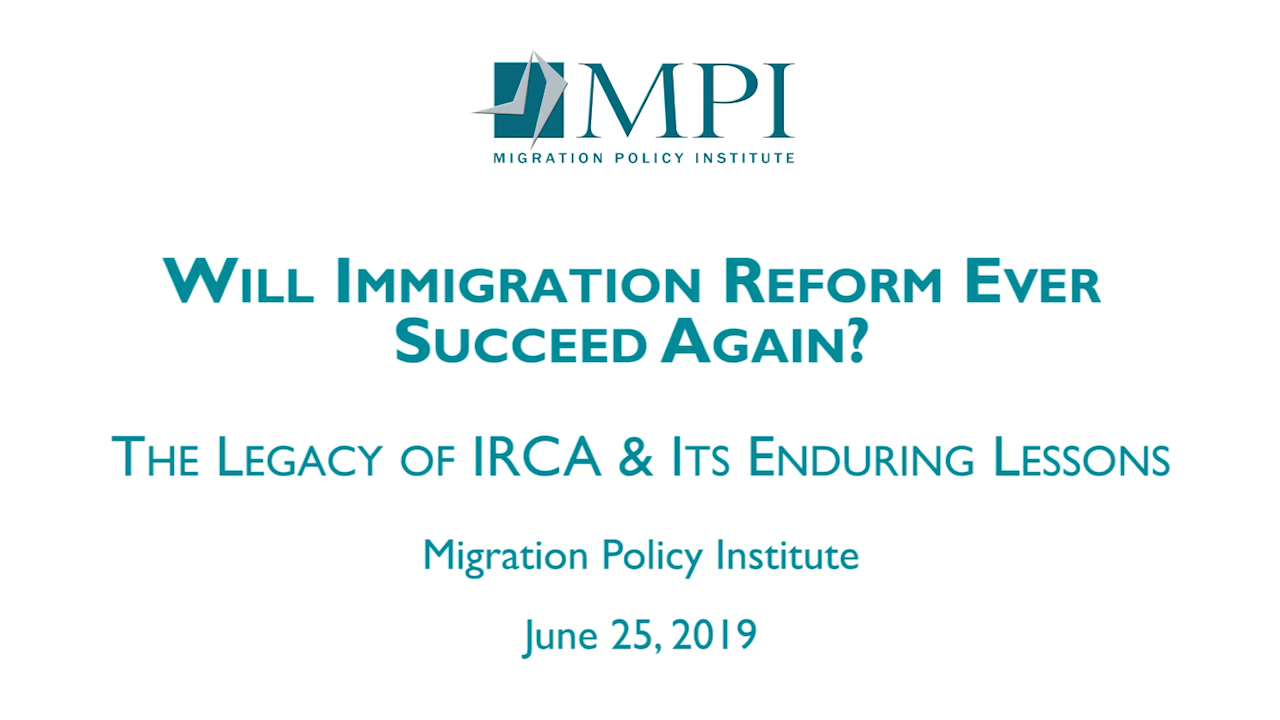 MPI
MIGRATION POLICY INSTITUTE
WILL IMMIGRATION REFORM EVER
SUCCEED AGAIN?
THE LEGACY OF IRCA & ITS ENDURING LESSONS
Migration Policy Institute
June 25, 2019